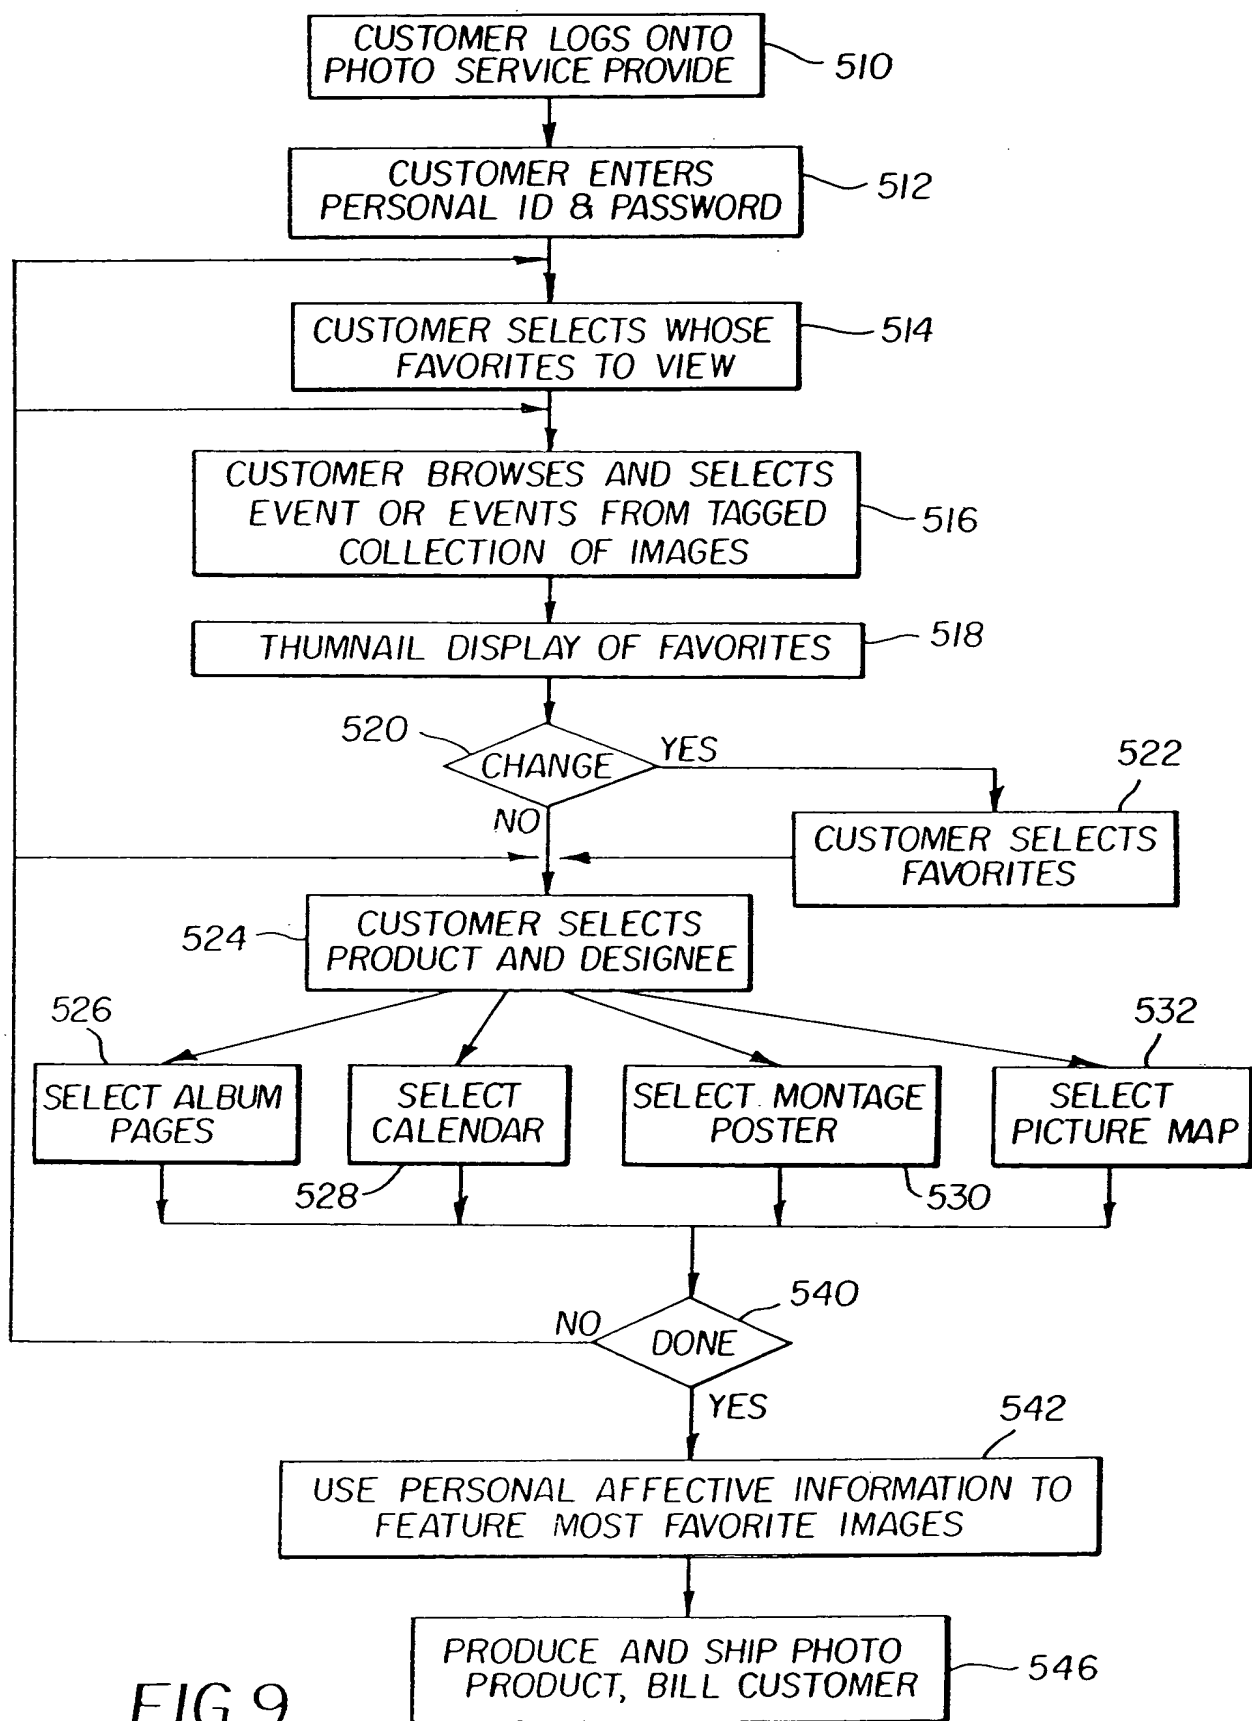 CUSTOMER LOGS ONTO
PHOTO SERVICE PROVIDE
510
CUSTOMER ENTERS
PERSONAL ID & PASSWORD
512
CUSTOMER SELECTS WHOSE
FAVORITES TO VIEW
514
CUSTOMER BROWSES AND SELECTS
EVENT OR EVENTS FROM TAGGED
COLLECTION OF IMAGES
516
THUMNAIL DISPLAY OF FAVORITES
518
520
CHANGE
YES
NO
522
CUSTOMER SELECTS
FAVORITES
524
CUSTOMER SELECTS
PRODUCT AND DESIGNEE
526
SELECT ALBUM
PAGES
SELECT
CALENDAR
528
SELECT MONTAGE
POSTER
530
532
SELECT
PICTURE MAP
540
DONE
NO
YES
542
USE PERSONAL AFFECTIVE INFORMATION TO
FEATURE MOST FAVORITE IMAGES
PRODUCE AND SHIP PHOTO
PRODUCT, BILL CUSTOMER
546
FIG.9